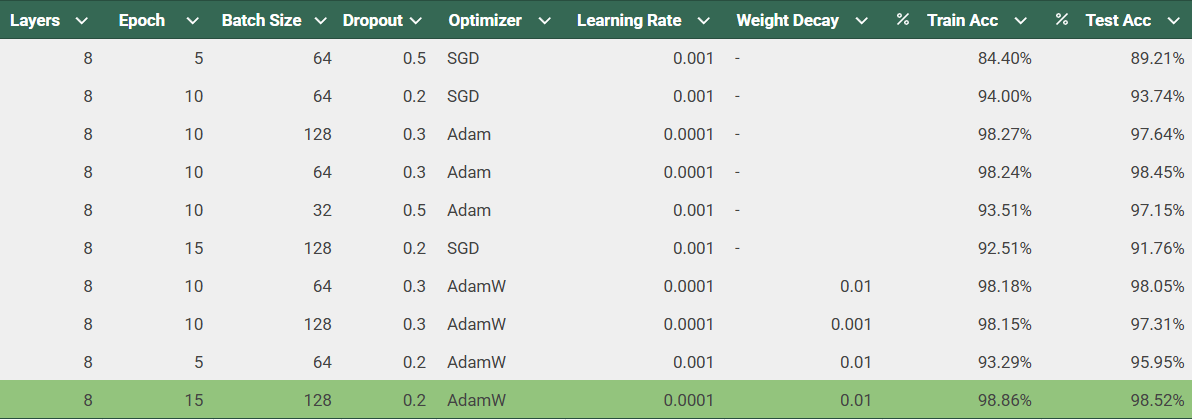 Layers Epoch Batch Size Dropout Optimizer Learning Rate Weight Decay % Train Acc % Test Acc
8 5 64 0.5 SGD 0.001 - 84.40% 89.21%
8 10 64 0.2 SGD 0.001 - 94.00% 93.74%
8 10 128 0.3 Adam 0.0001 - 98.27% 97.64%
8 10 64 0.3 Adam 0.0001 - 98.24% 98.45%
8 10 32 0.5 Adam 0.001 - 93.51% 97.15%
8 15 128 0.2 SGD 0.001 - 92.51% 91.76%
8 10 64 0.3 AdamW 0.0001 0.01 98.18% 98.05%
8 10 128 0.3 AdamW 0.0001 0.001 98.15% 97.31%
8 5 64 0.2 AdamW 0.001 0.01 93.29% 95.95%
8 15 128 0.2 AdamW 0.0001 0.01 98.86% 98.52%